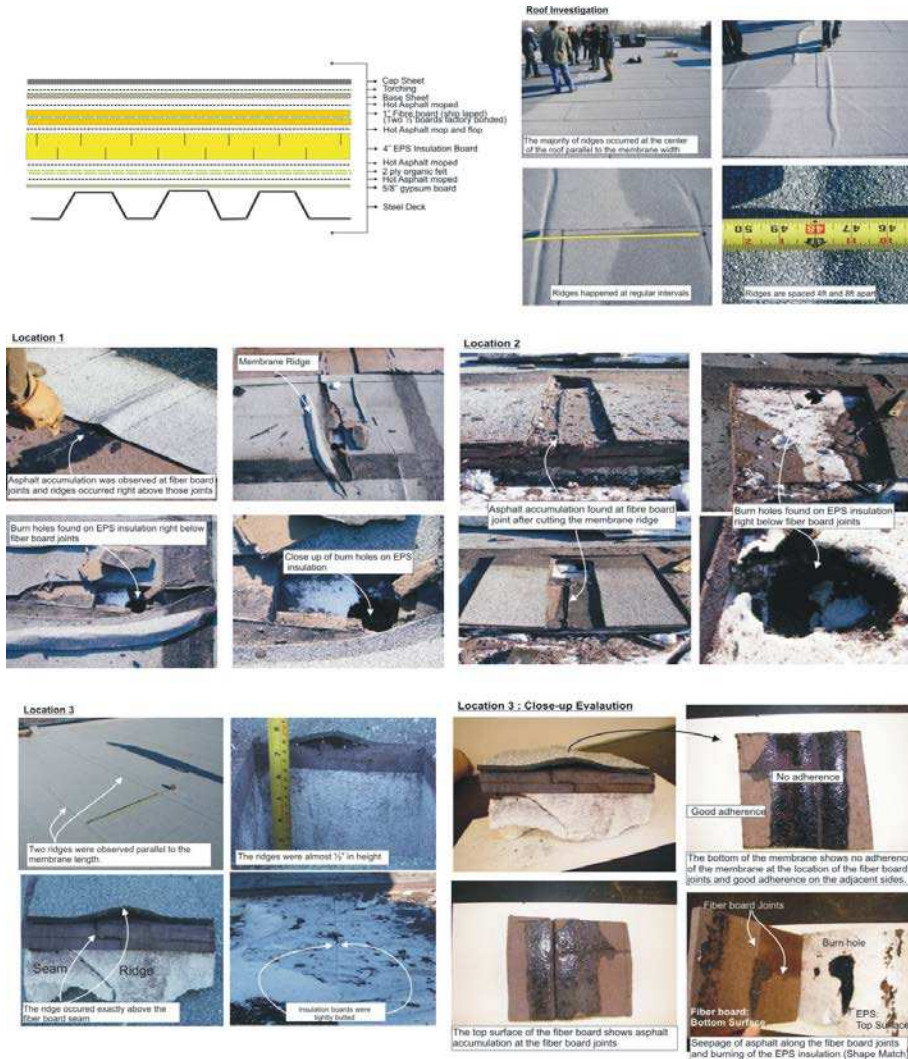 Cap Sheet
Torching
Base Sheet
Hot Asphalt moped
1" Fibre board (ship laped)
(Two ½ boards factory bonded)
Hot Asphalt mop and flop
4" EPS Insulation Board
Hot Asphalt moped
2 ply organic felt
Hot Asphalt moped
5/8" gypsum board
Steel Deck
Roof Investigation
The majority of ridges occurred at the center
of the roof parallel to the membrane width
Ridges happened at regular intervals
50 49 48 47 46
2 1 11 10
Ridges are spaced 4ft and 8ft apart
Location 1
Membrane Ridge
Asphalt accumulation was observed at fiber board
joints and ridges occurred right above those joints
Burn holes found on EPS insulation right below
fiber board joints
Close up of burn holes on EPS
insulation
Location 2
Asphalt accumulation found at fibre board
joint after cutting the membrane ridge
Burn holes found on EPS insulation
right below fiber board joints
Location 3
Two ridges were observed parallel to the
membrane length.
The ridges were almost ½" in height
Seam
Ridge
The ridge occured exactly above the
fiber board seam
Insulation boards were
tightly butted
Location 3 : Close-up Evalaution
No adherence
Good adherence
The bottom of the membrane shows no adherence
of the membrane at the location of the fiber board
joints and good adherence on the adjacent sides.
The top surface of the fiber board shows asphalt
accumulation at the fiber board joints
Fiber board Joints
Burn hole
Fiber board:
Bottom Surface
EPS:
Top Surface
Seepage of asphalt along the fiber board joints
and burning of the EPS insulation (Shape Match)